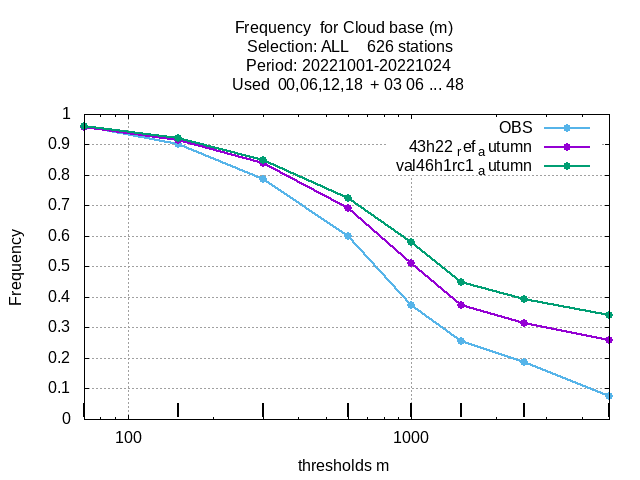 Frequency  for Cloud base (m)
Selection: ALL    626 stations
Period: 20221001-20221024
Used  00,06,12,18  + 03 06 ... 48
OBS
43h22 ref autumn
val46h1rc1 autumn
1
0.9
0.8
0.7
0.6
0.5
0.4
0.3
0.2
0.1
0
Frequency
100
1000
thresholds m